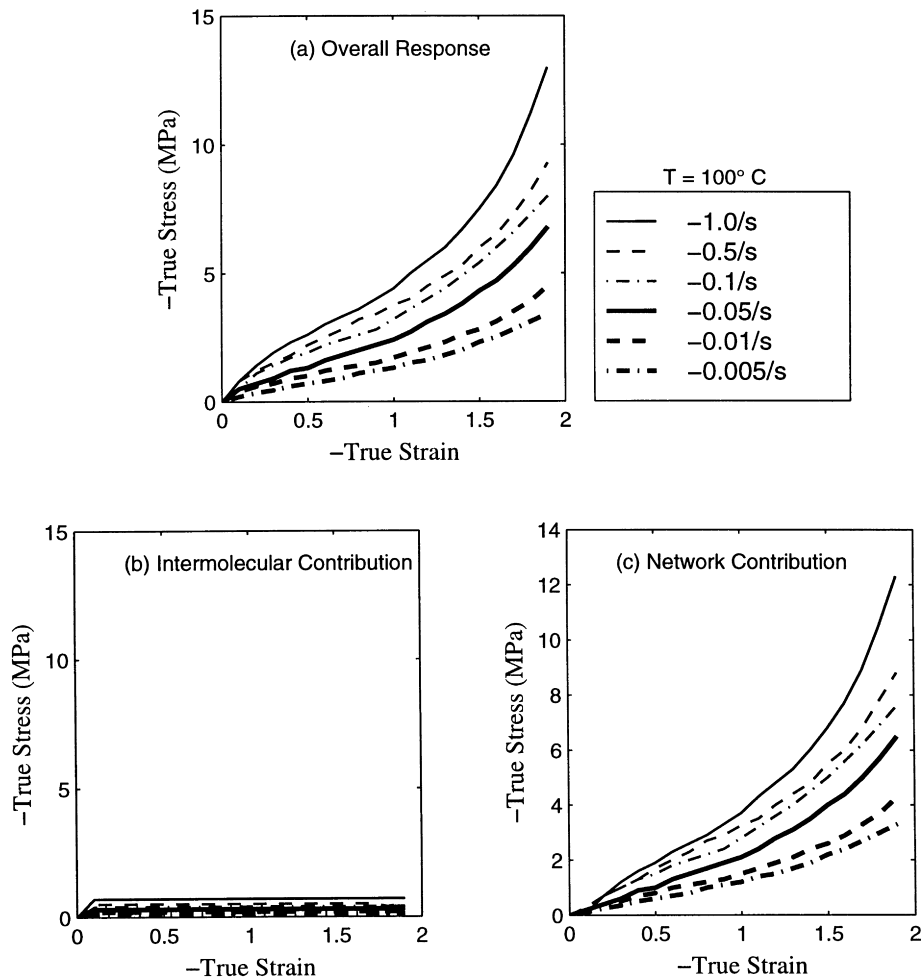 (a) Overall Response
15
10
5
0
–True Stress (MPa)
0
0.5
1
1.5
2
–True Strain
T = 100° C
–1.0/s
–0.5/s
–0.1/s
–0.05/s
–0.01/s
–0.005/s
(b) Intermolecular Contribution
15
10
5
0
–True Stress (MPa)
0
0.5
1
1.5
2
–True Strain
(c) Network Contribution
14
12
10
8
6
4
2
0
–True Stress (MPa)
0
0.5
1
1.5
2
–True Strain